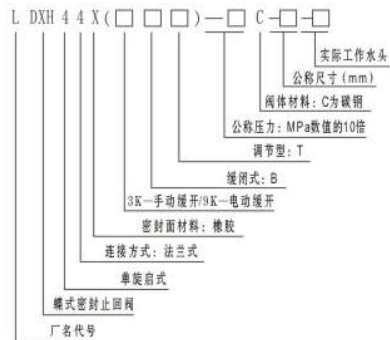 L DXH 4 4 X(□ □ □)—□ C—□—□
实际工作水头
公称尺寸(mm)
阀体材料：C为碳钢
公称压力：MPa数值的10倍
调节型：T
缓闭式：B
3K—手动缓开/9K—电动缓开
密封面材料：橡胶
连接方式：法兰式
单旋启式
蝶式密封止回阀
厂名代号